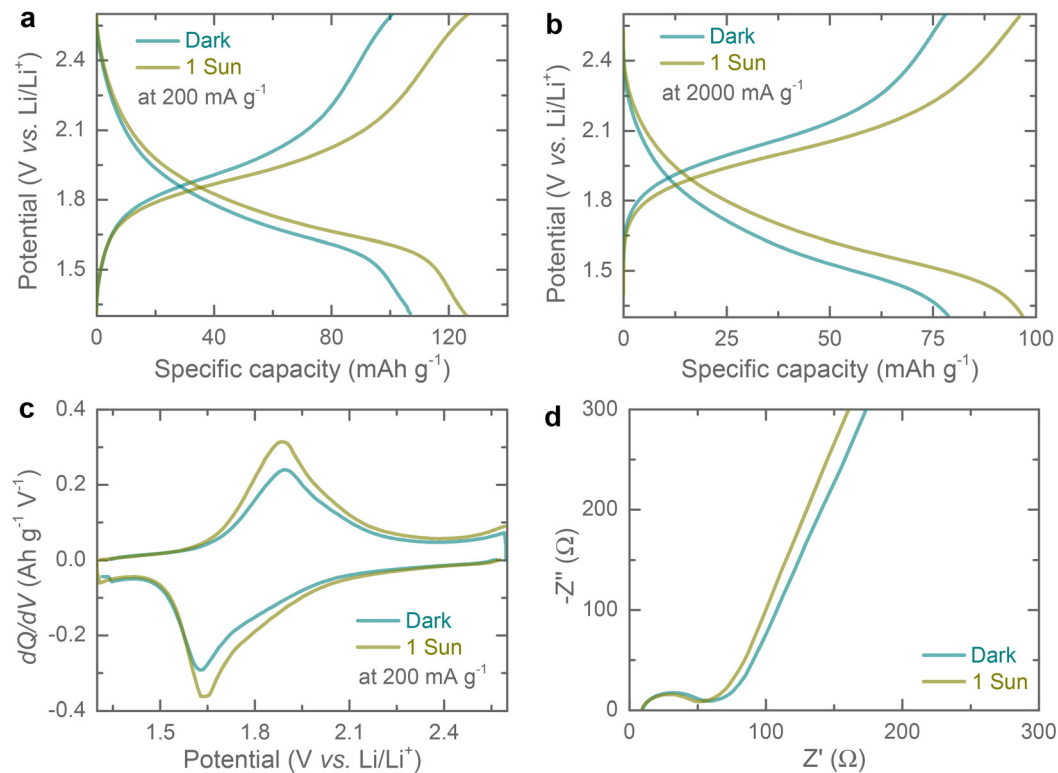 a
Dark
1 Sun
at 200 mA g⁻¹
2.4
2.1
1.8
1.5
Potential (V vs. Li/Li⁺)
0 40 80 120
Specific capacity (mAh g⁻¹)
b
Dark
1 Sun
at 2000 mA g⁻¹
2.4
2.1
1.8
1.5
Potential (V vs. Li/Li⁺)
0 25 50 75 100
Specific capacity (mAh g⁻¹)
c
0.4
0.2
0.0
-0.2
-0.4
dQ/dV (Ah g⁻¹ V⁻¹)
Dark
1 Sun
at 200 mA g⁻¹
1.5 1.8 2.1 2.4
Potential (V vs. Li/Li⁺)
d
300
200
100
0
-Z'' (Ω)
Dark
1 Sun
0 100 200 300
Z' (Ω)